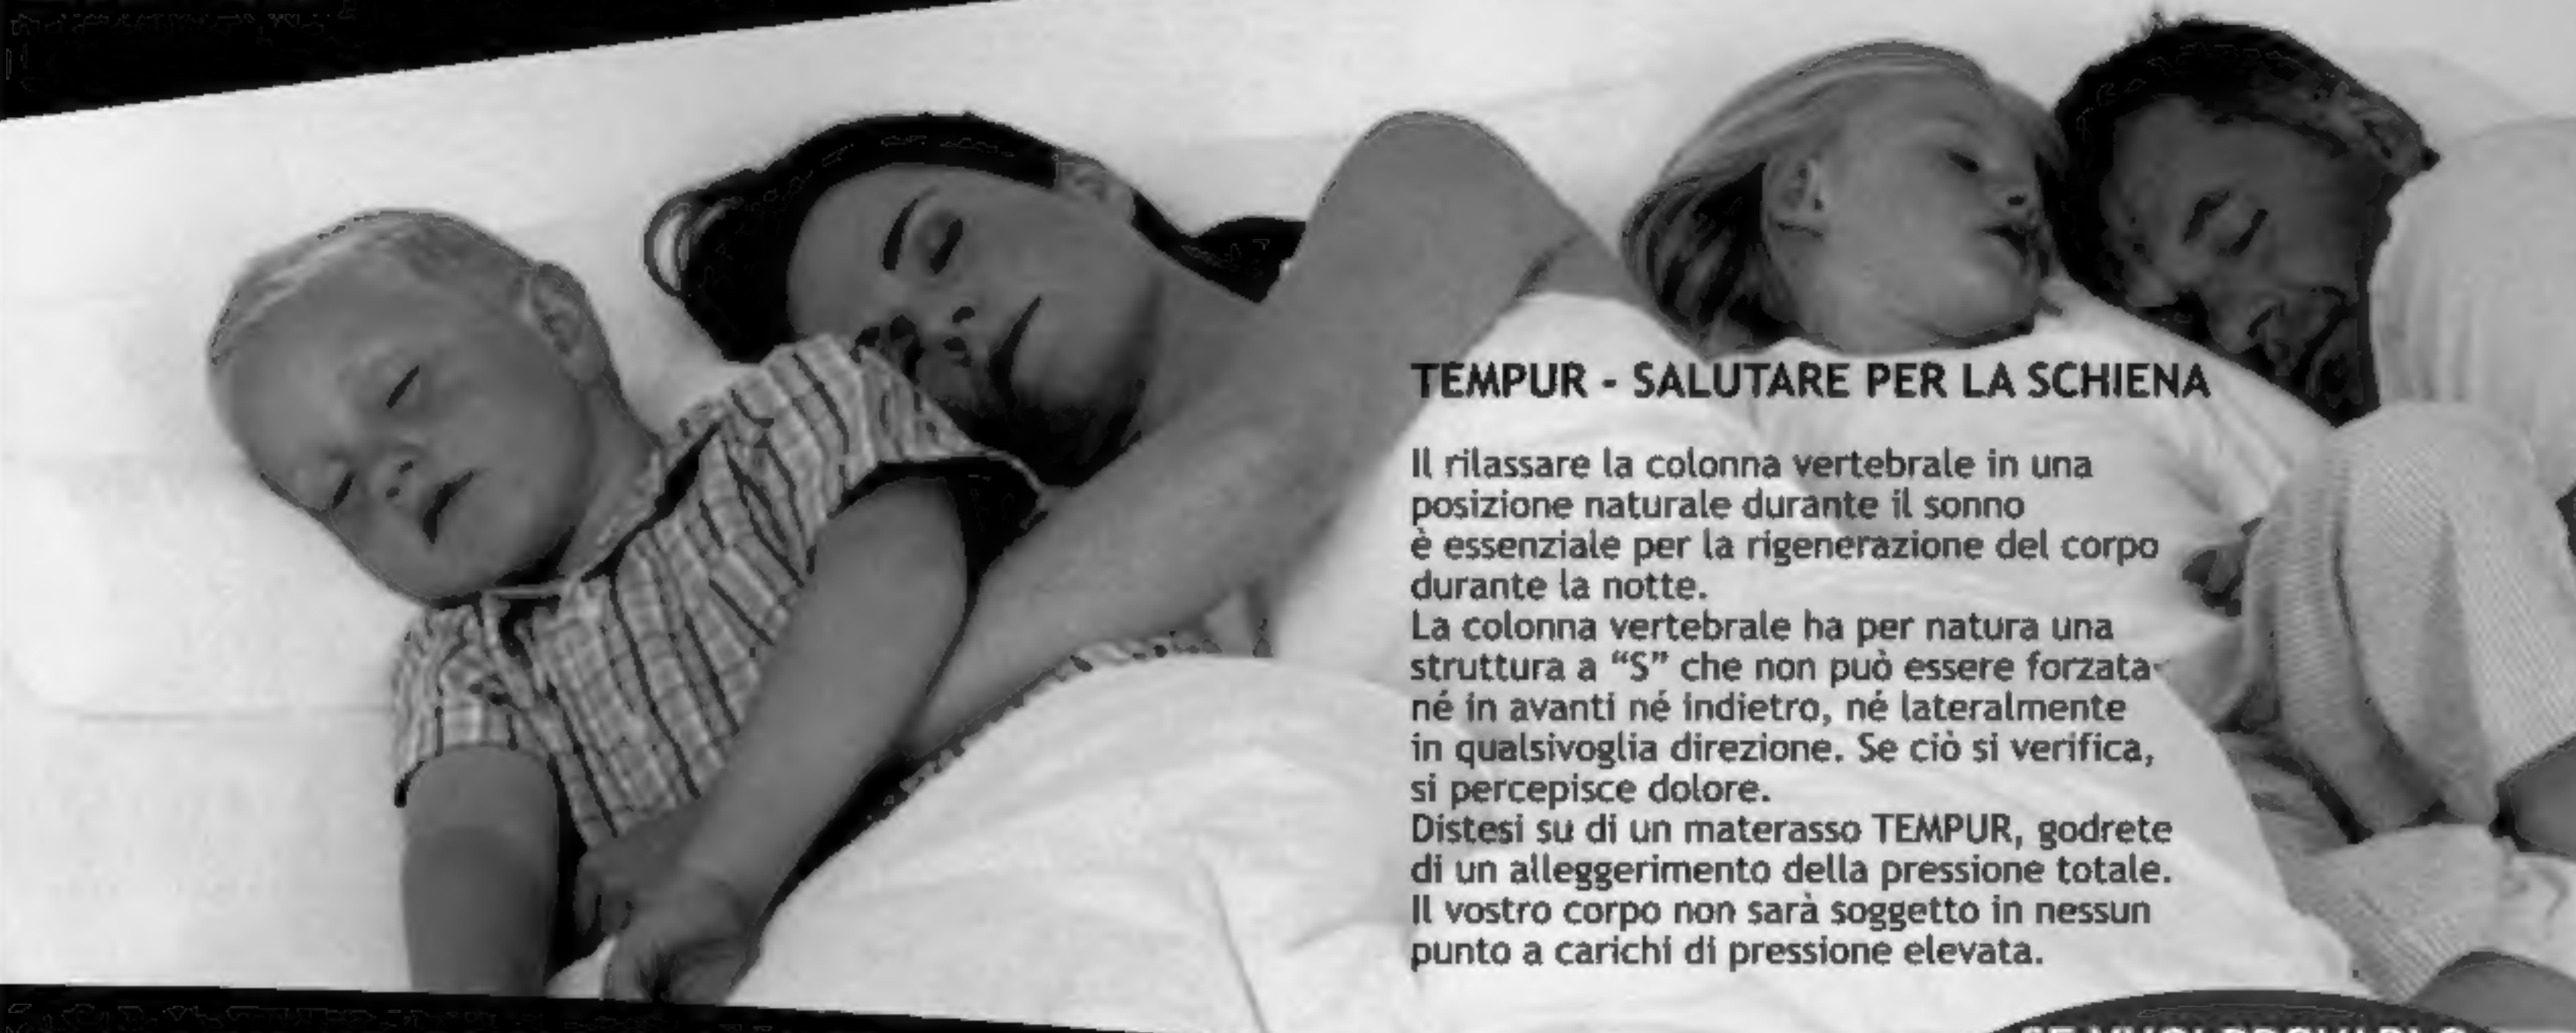 TEMPUR - SALUTARE PER LA SCHIENA
Il rilassare la colonna vertebrale in una
posizione naturale durante il sonno
è essenziale per la rigenerazione del corpo
durante la notte.
La colonna vertebrale ha per natura una
struttura a “S” che non può essere forzata
né in avanti né indietro, né lateralmente
in qualsivoglia direzione. Se ciò si verifica,
si percepisce dolore.
Distesi su di un materasso TEMPUR, godrete
di un alleggerimento della pressione totale.
Il vostro corpo non sarà soggetto in nessun
punto a carichi di pressione elevata.